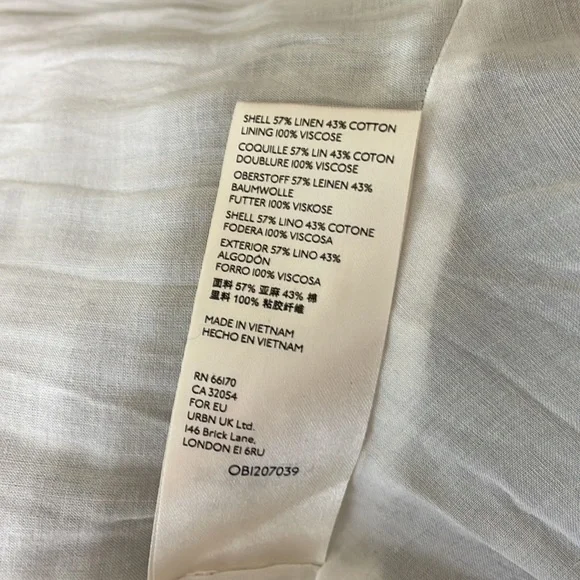 SHELL 57% LINEN 43% COTTON
LINING 100% VISCOSE
COQUILLE 57% LIN 43% COTON
DOUBLURE 100% VISCOSE
OBERSTOFF 57% LEINEN 43%
BAUMWOLLE
FUTTER 100% VISKOSE
SHELL 57% LINO 43% COTONE
FODERA 100% VISCOSA
EXTERIOR 57% LINO 43%
ALGODÓN
FORRO 100% VISCOSA
面料 57% 亚麻 43% 棉
里料 100% 粘胶纤维
MADE IN VIETNAM
HECHO EN VIETNAM
RN 66170
CA 32054
FOR EU
URBN UK Ltd.
146 Brick Lane,
LONDON E1 6RU
OB1207039